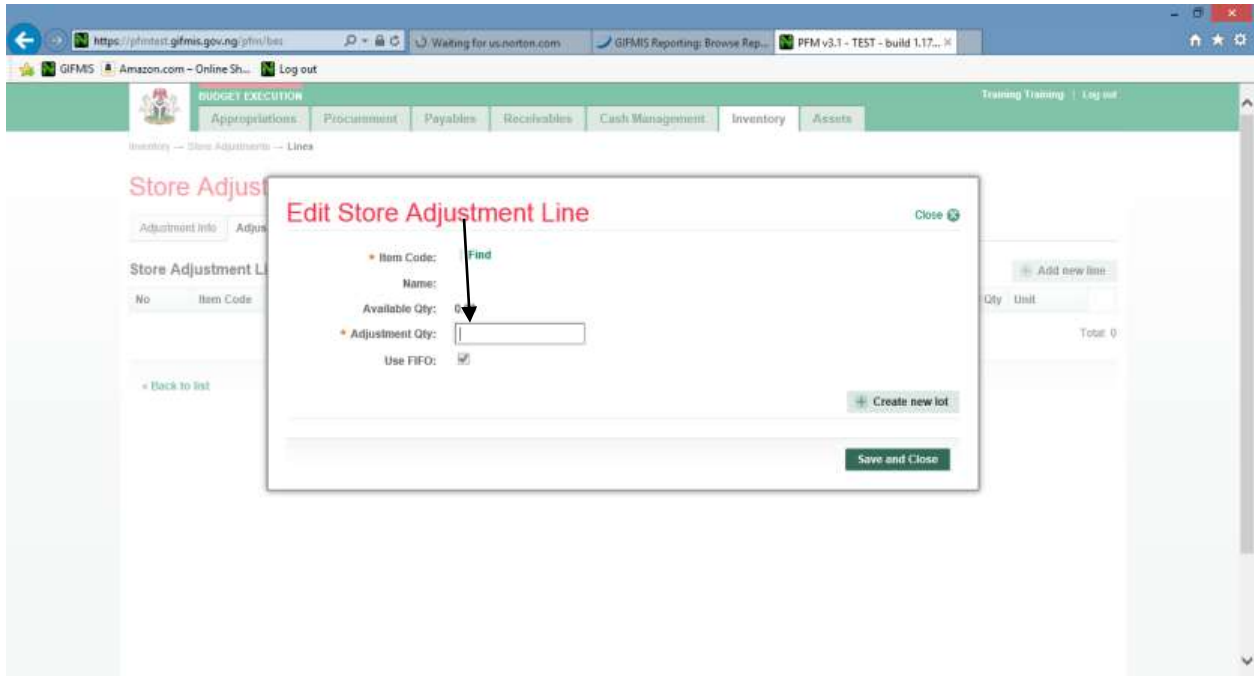 https://pfmtest.gifmis.gov.ng/pfm/bes
Waiting for us.norton.com
GIFMIS Reporting: Browse Rep...
PFM v3.1 - TEST - build 1.17...
GIFMIS
Amazon.com – Online Sh...
Log out
BUDGET EXECUTION
Training Training | Log out
Appropriations
Procurement
Payables
Receivables
Cash Management
Inventory
Assets
Inventory — Store Adjustments — Lines
Store Adjust
Edit Store Adjustment Line
Close
Adjustment Info
Adjus
* Item Code:
Find
Store Adjustment Li
Add new line
Name:
No
Item Code
Available Qty:
Qty
Unit
* Adjustment Qty:
Total: 0
Use FIFO:
« Back to list
Create new lot
Save and Close